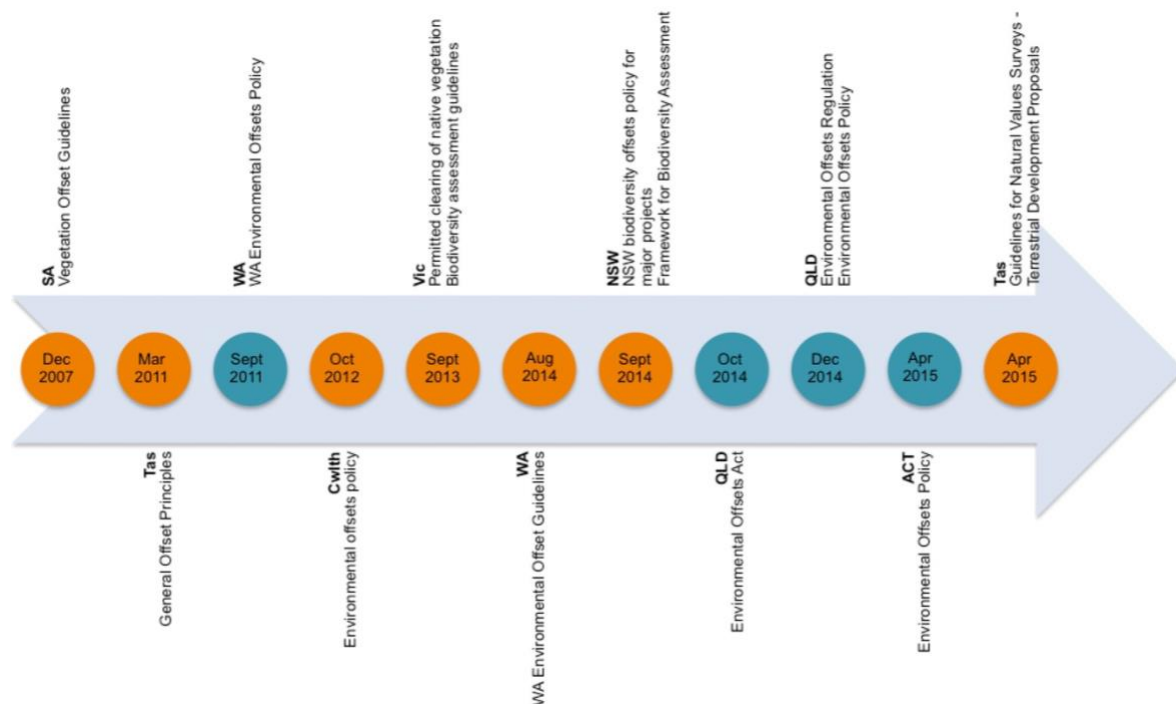 SA
Vegetation Offset Guidelines
WA
WA Environmental Offsets Policy
Vic
Permitted clearing of native vegetation
Biodiversity assessment guidelines
NSW
NSW biodiversity offsets policy for
major projects
Framework for Biodiversity Assessment
QLD
Environmental Offsets Regulation
Environmental Offsets Policy
Tas
Guidelines for Natural Values Surveys -
Terrestrial Development Proposals
Dec
2007
Mar
2011
Sept
2011
Oct
2012
Sept
2013
Aug
2014
Sept
2014
Oct
2014
Dec
2014
Apr
2015
Apr
2015
Tas
General Offset Principles
Cwlth
Environmental offsets policy
WA
WA Environmental Offset Guidelines
QLD
Environmental Offsets Act
ACT
Environmental Offsets Policy